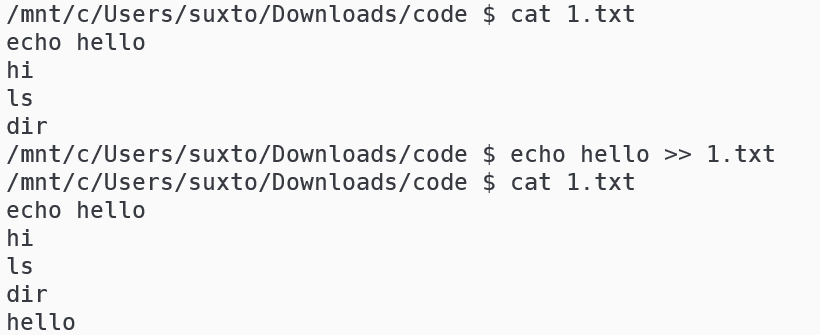 /mnt/c/Users/suxto/Downloads/code $ cat 1.txt
echo hello
hi
ls
dir
/mnt/c/Users/suxto/Downloads/code $ echo hello >> 1.txt
/mnt/c/Users/suxto/Downloads/code $ cat 1.txt
echo hello
hi
ls
dir
hello